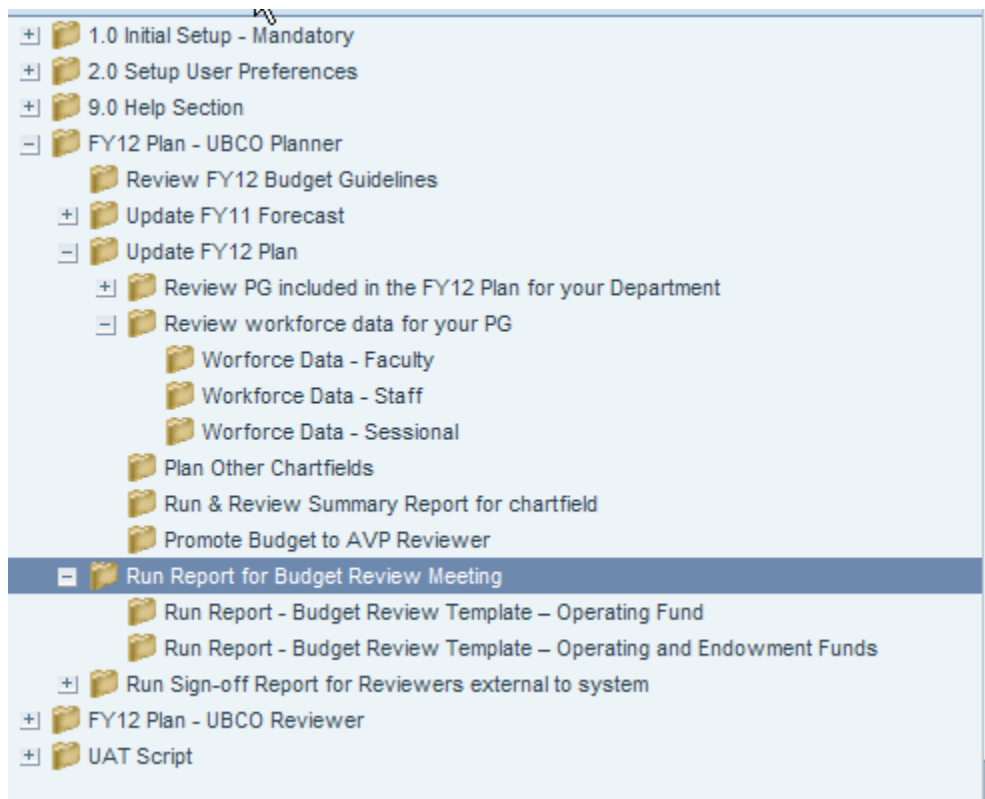 1.0 Initial Setup - Mandatory
2.0 Setup User Preferences
9.0 Help Section
FY12 Plan - UBCO Planner
Review FY12 Budget Guidelines
Update FY11 Forecast
Update FY12 Plan
Review PG included in the FY12 Plan for your Department
Review workforce data for your PG
Worforce Data - Faculty
Workforce Data - Staff
Worforce Data - Sessional
Plan Other Chartfields
Run & Review Summary Report for chartfield
Promote Budget to AVP Reviewer
Run Report for Budget Review Meeting
Run Report - Budget Review Template – Operating Fund
Run Report - Budget Review Template – Operating and Endowment Funds
Run Sign-off Report for Reviewers external to system
FY12 Plan - UBCO Reviewer
UAT Script